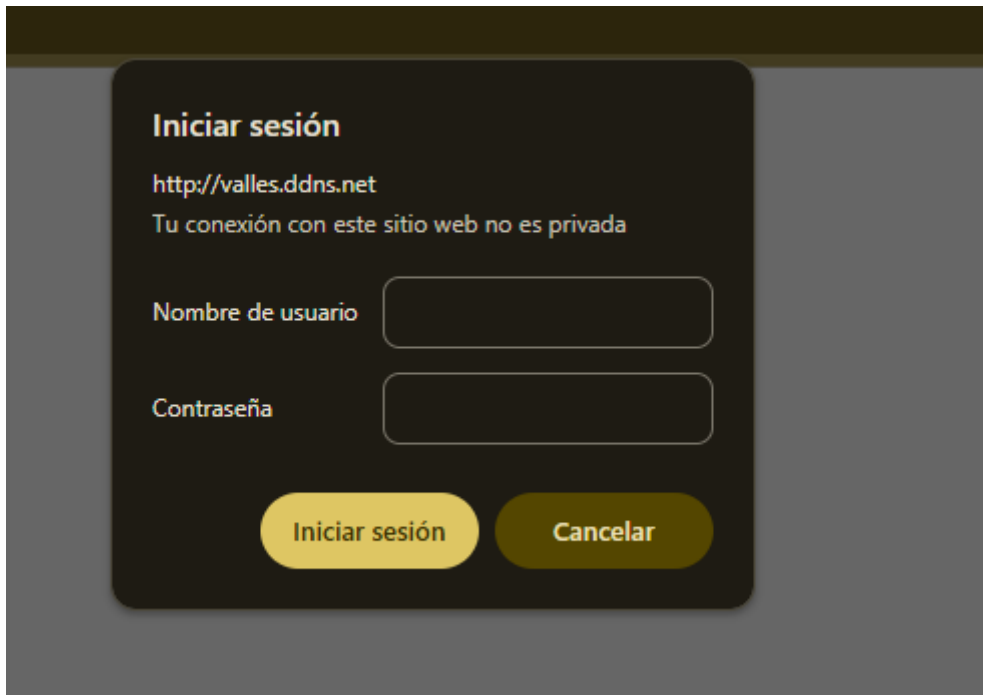 Iniciar sesión
http://valles.ddns.net
Tu conexión con este sitio web no es privada
Nombre de usuario
Contraseña
Iniciar sesión Cancelar